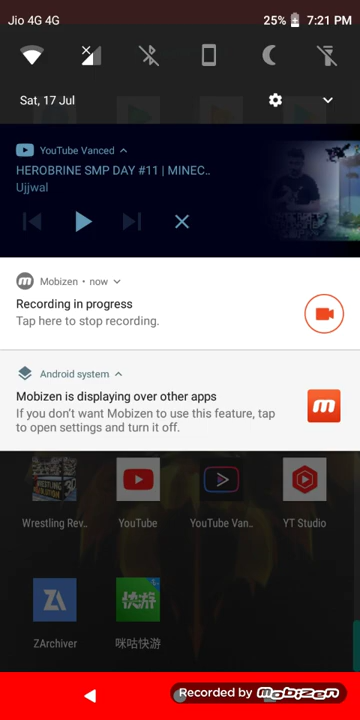 Jio 4G 4G
25%
7:21 PM
Sat, 17 Jul
YouTube Vanced
HEROBRINE SMP DAY #11 | MINEC..
Ujjwal
Mobizen • now
Recording in progress
Tap here to stop recording.
Android system
Mobizen is displaying over other apps
If you don't want Mobizen to use this feature, tap
to open settings and turn it off.
Wrestling Rev..
YouTube
YouTube Van..
YT Studio
ZArchiver
咪咕快游
Recorded by mobizen